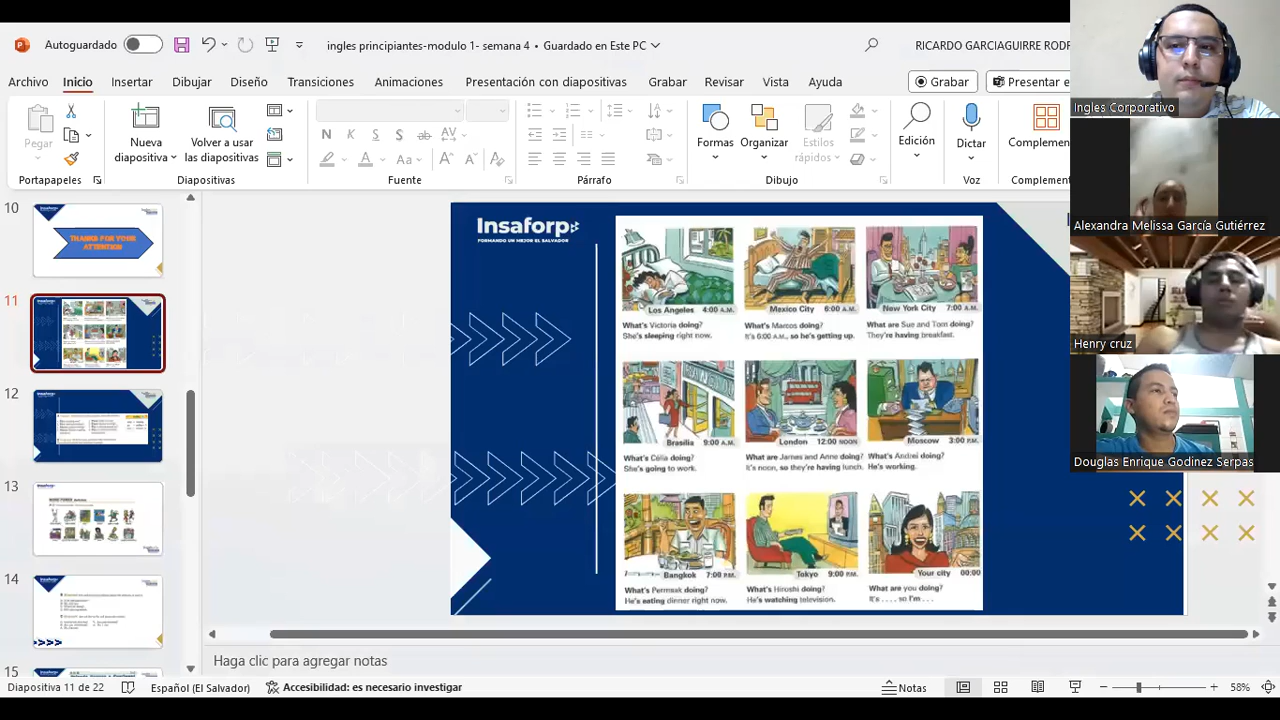 Autoguardado
ingles principiantes-modulo 1- semana 4 • Guardado en Este PC
RICARDO GARCIAGUIRRE
Archivo Inicio Insertar Dibujar Diseño Transiciones Animaciones Presentación con diapositivas Grabar Revisar Vista Ayuda
Grabar Presentar e
Pegar
Nueva diapositiva
Volver a usar las diapositivas
N K S S ab AV
A Aa A A
Formas Organizar Estilos rápidos
Edición
Dictar
Complemen
Portapapeles Diapositivas Fuente Párrafo Dibujo Voz Complement
Ingles Corporativo
Alexandra Melissa García Gutiérrez
Henry cruz
Douglas Enrique Godinez Serpas
10
THANKS FOR YOUR
ATTENTION
11
12
13
14
15
Insaforp
FORMANDO UN MEJOR EL SALVADOR
Los Angeles 4:00 A.M.
What's Victoria doing?
She's sleeping right now.
Mexico City 6:00 A.M.
What's Marcos doing?
It's 6:00 A.M., so he's getting up.
New York City 7:00 A.M.
What are Sue and Tom doing?
They're having breakfast.
Brasília 9:00 A.M.
What's Célia doing?
She's going to work.
London 12:00 NOON
What are James and Anne doing?
It's noon, so they're having lunch.
Moscow 3:00 P.M.
What's Andrei doing?
He's working.
Bangkok 7:00 P.M.
What's Permsak doing?
He's eating dinner right now.
Tokyo 9:00 P.M.
What's Hiroshi doing?
He's watching television.
Your city 00:00
What are you doing?
It's . . . . so I'm . . .
Haga clic para agregar notas
Diapositiva 11 de 22
Español (El Salvador)
Accesibilidad: es necesario investigar
Notas
58%